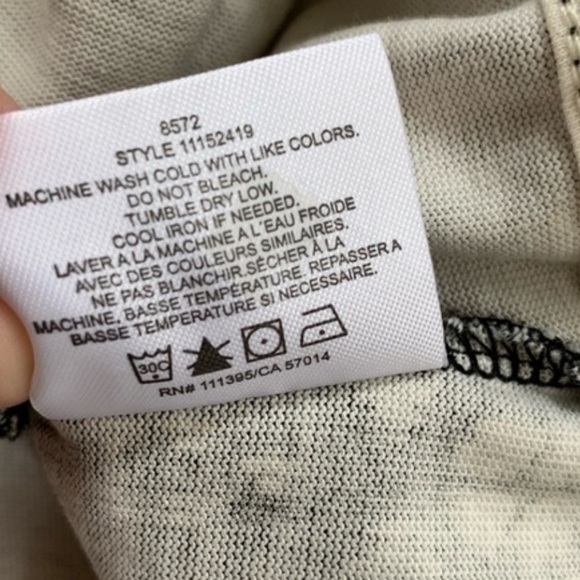 8572
STYLE 11152419
MACHINE WASH COLD WITH LIKE COLORS.
DO NOT BLEACH.
TUMBLE DRY LOW.
COOL IRON IF NEEDED.
LAVER A LA MACHINE A L'EAU FROIDE
AVEC DES COULEURS SIMILAIRES.
NE PAS BLANCHIR.SÉCHER À LA
MACHINE, BASSE TEMPÉRATURE. REPASSER A
BASSE TEMPÉRATURE SI NECESSAIRE.
30C
RN# 111395/CA 57014